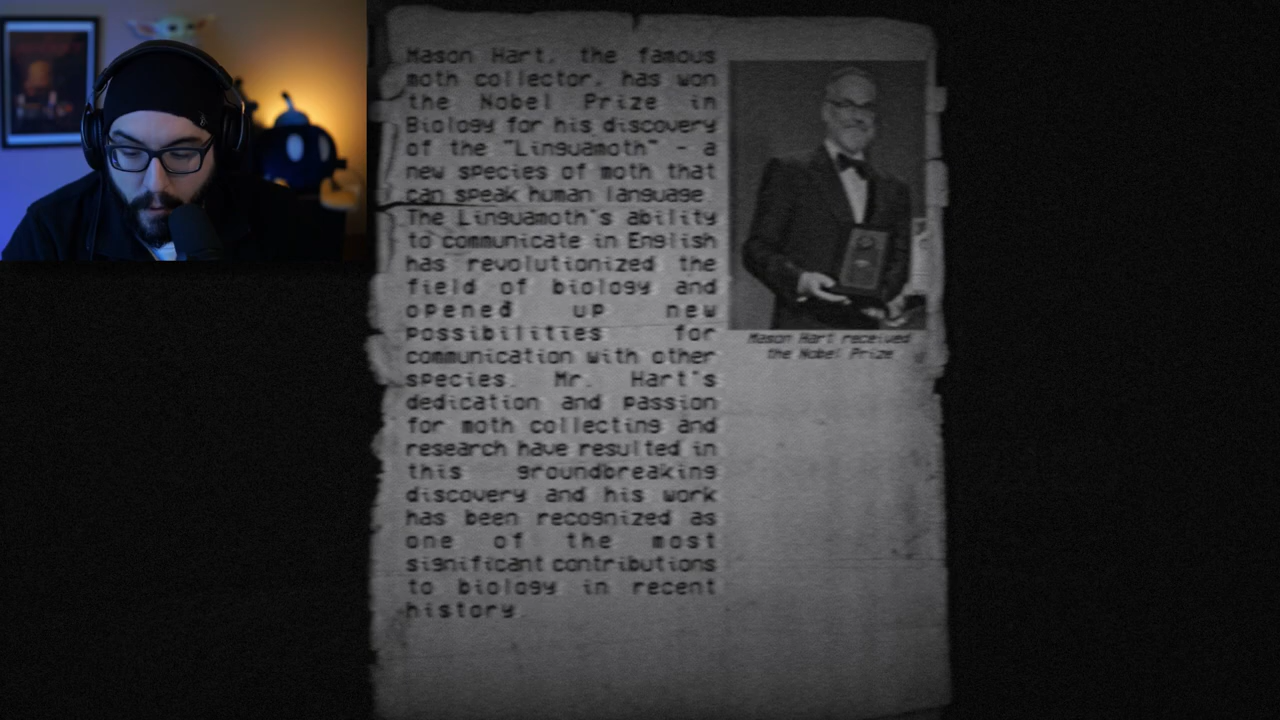 Mason Hart, the famous
moth collector, has won
the Nobel Prize in
Biology for his discovery
of the "Linguamoth" - a
new species of moth that
can speak human language.
The Linguamoth's ability
to communicate in English
has revolutionized the
field of biology and
opened up new
possibilities for
communication with other
species. Mr. Hart's
dedication and passion
for moth collecting and
research have resulted in
this groundbreaking
discovery and his work
has been recognized as
one of the most
significant contributions
to biology in recent
history.
Mason Hart received
the Nobel Prize